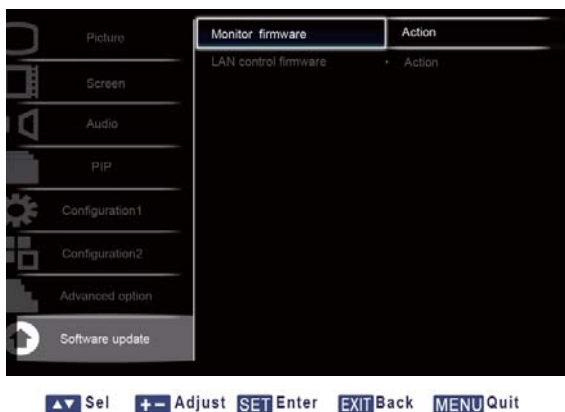 Picture
Screen
Audio
PIP
Configuration1
Configuration2
Advanced option
Software update
Monitor firmware Action
LAN control firmware • Action
▲▼ Sel + − Adjust SET Enter EXIT Back MENU Quit